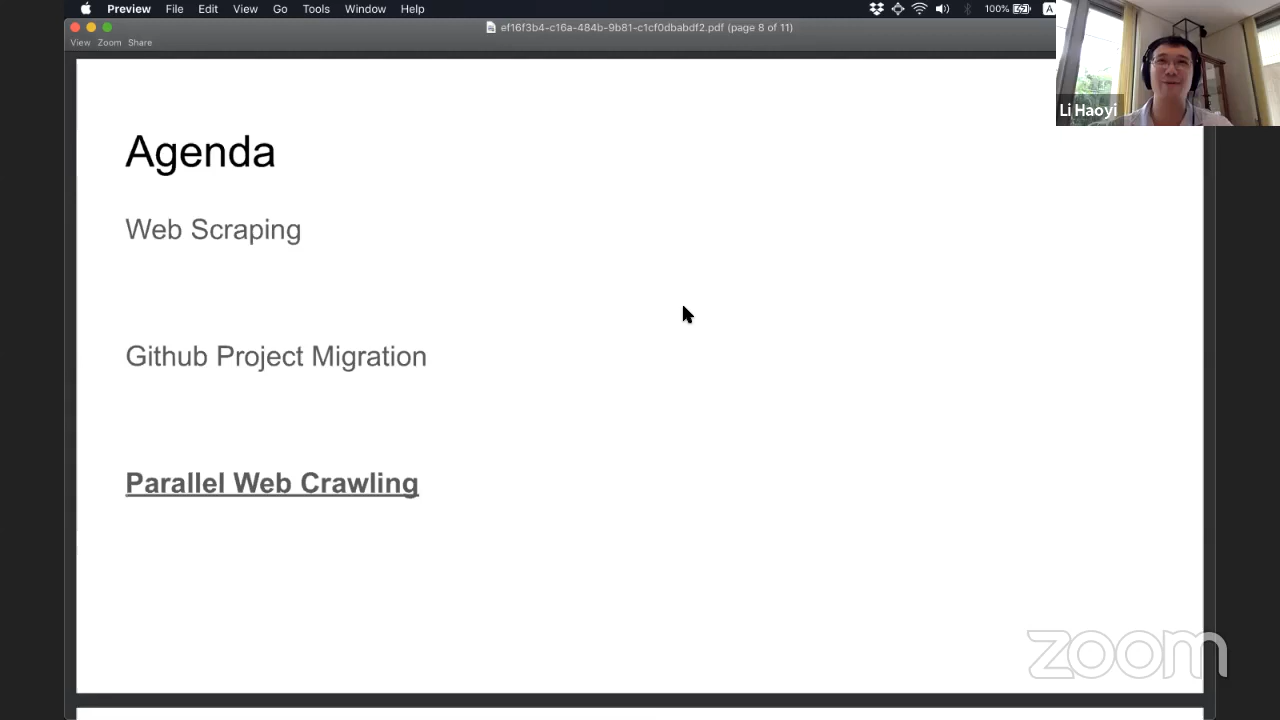 Preview File Edit View Go Tools Window Help 100% A
ef16f3b4-c16a-484b-9b81-c1cf0dbabdf2.pdf (page 8 of 11)
View Zoom Share
Li Haoyi
Agenda
Web Scraping
Github Project Migration
Parallel Web Crawling
zoom